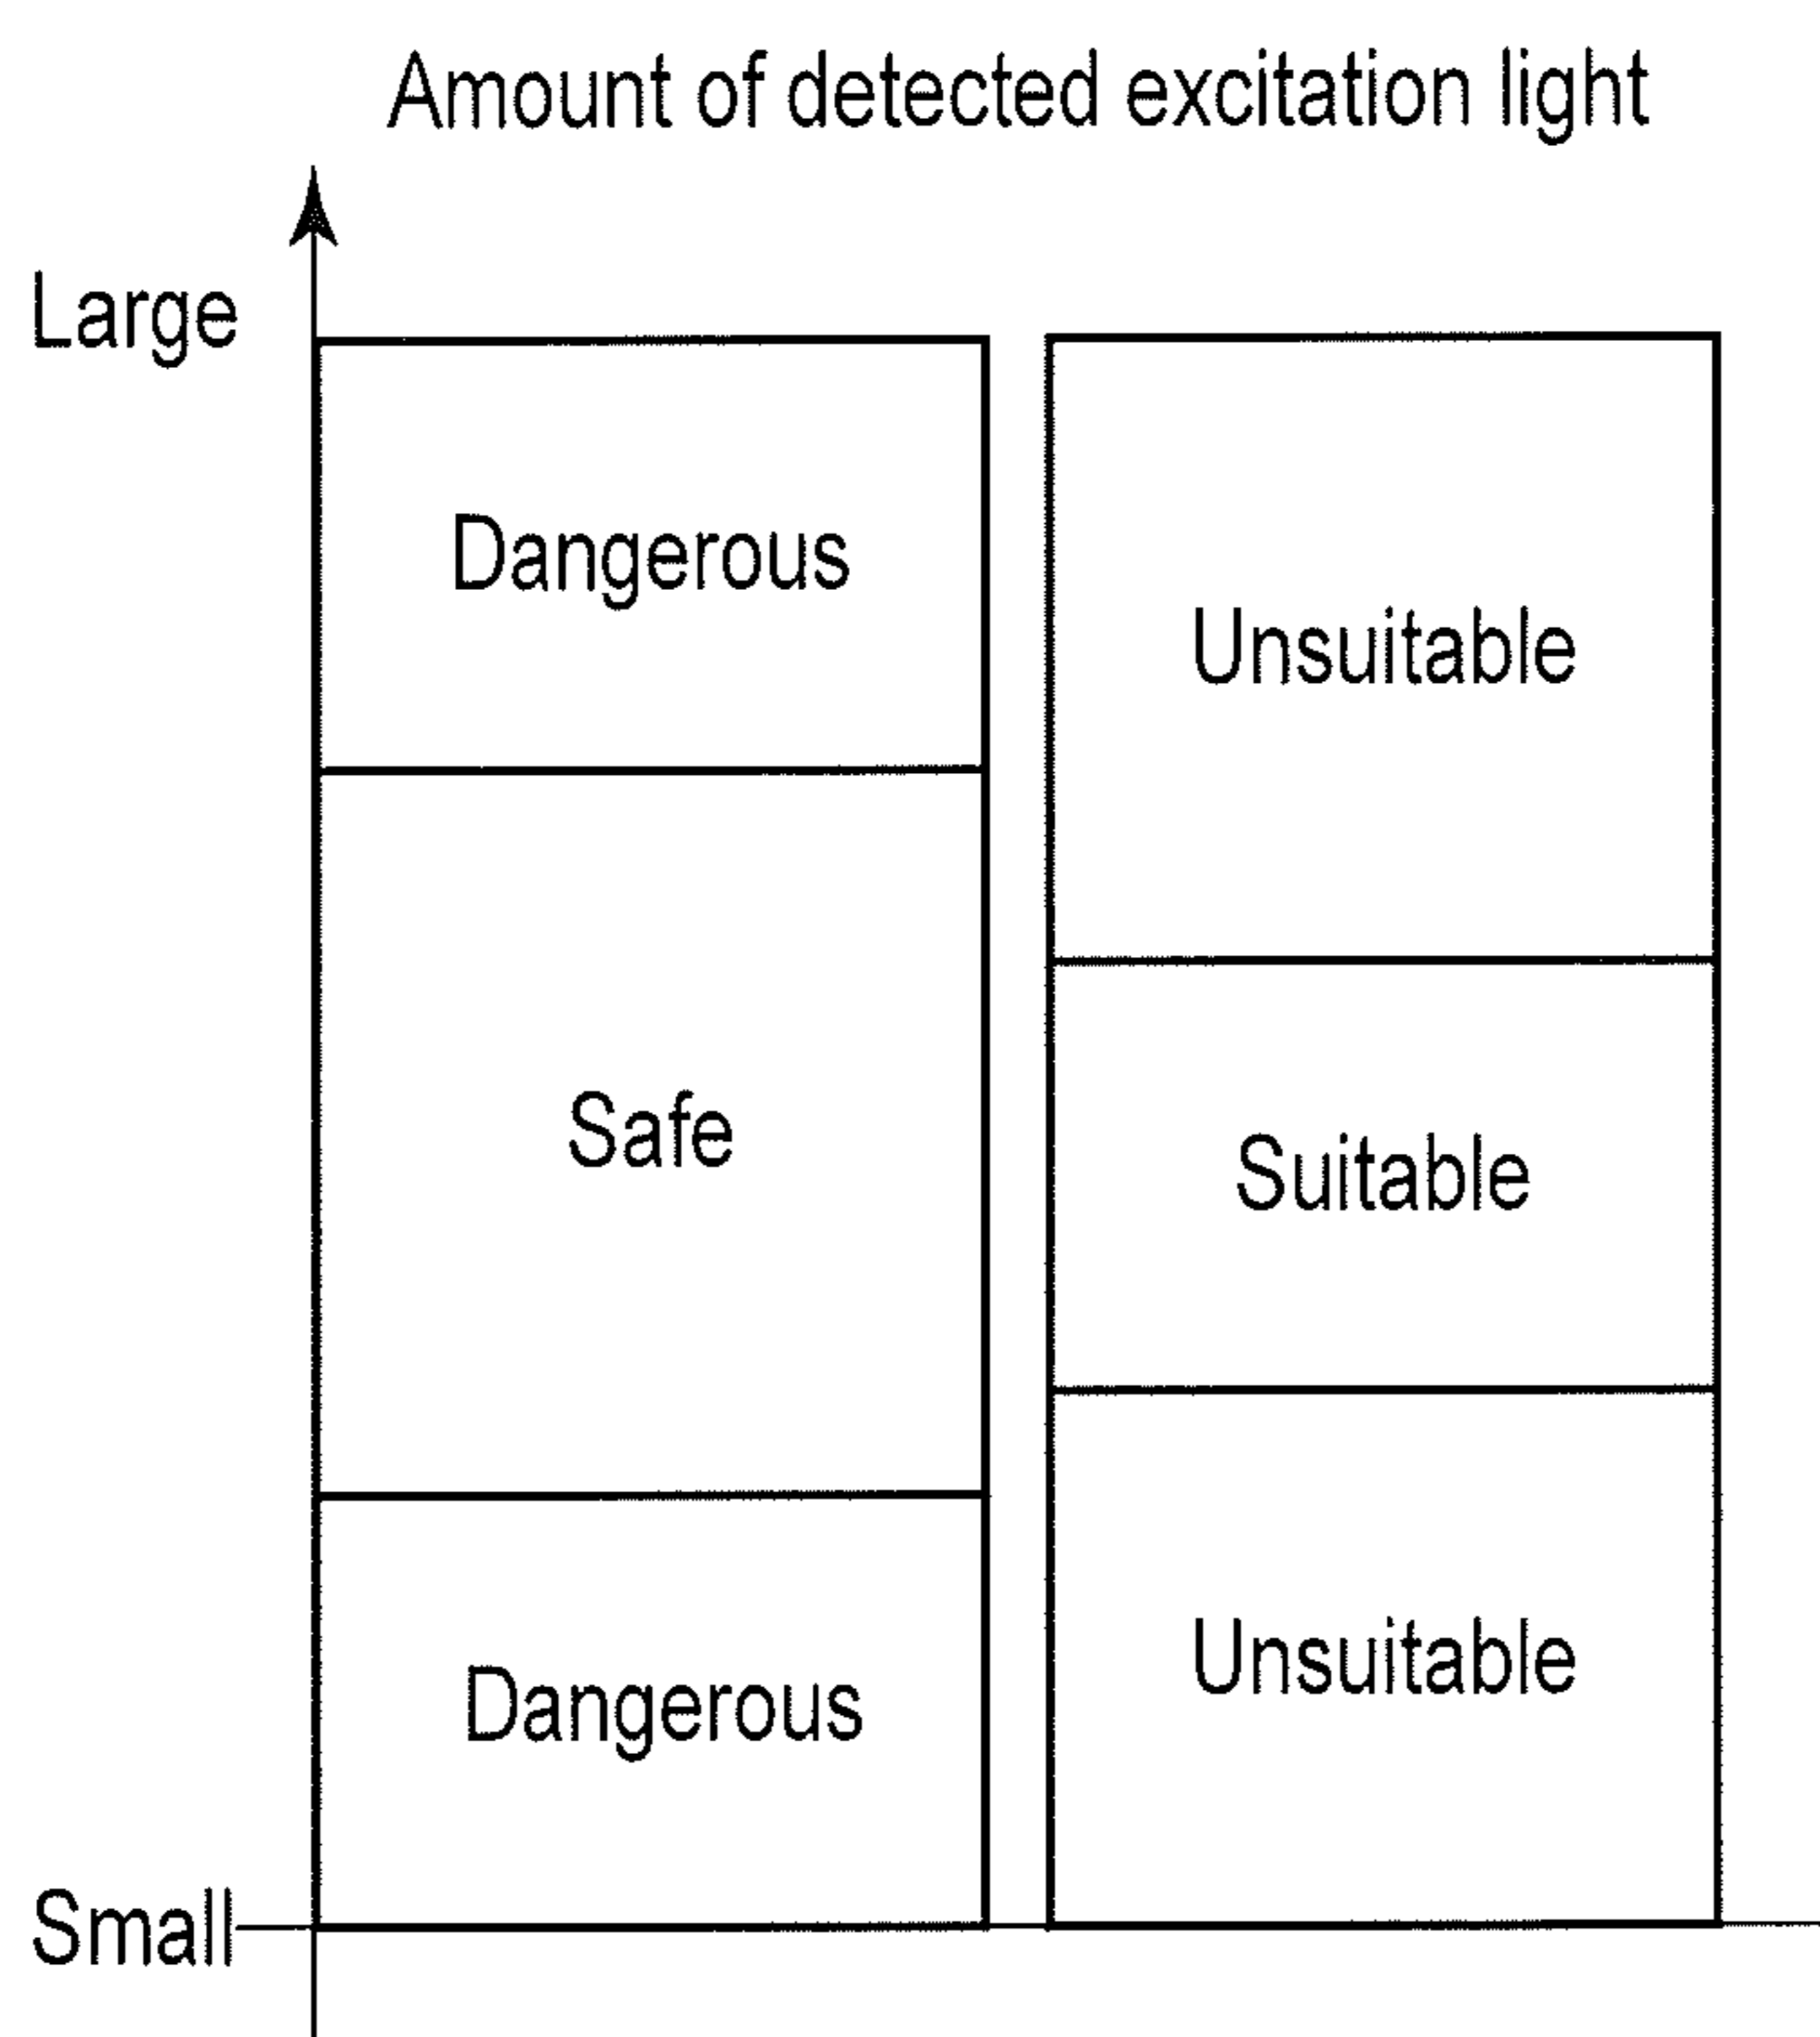 Amount of detected excitation light
Large
Dangerous
Unsuitable
Safe
Suitable
Dangerous
Unsuitable
Small